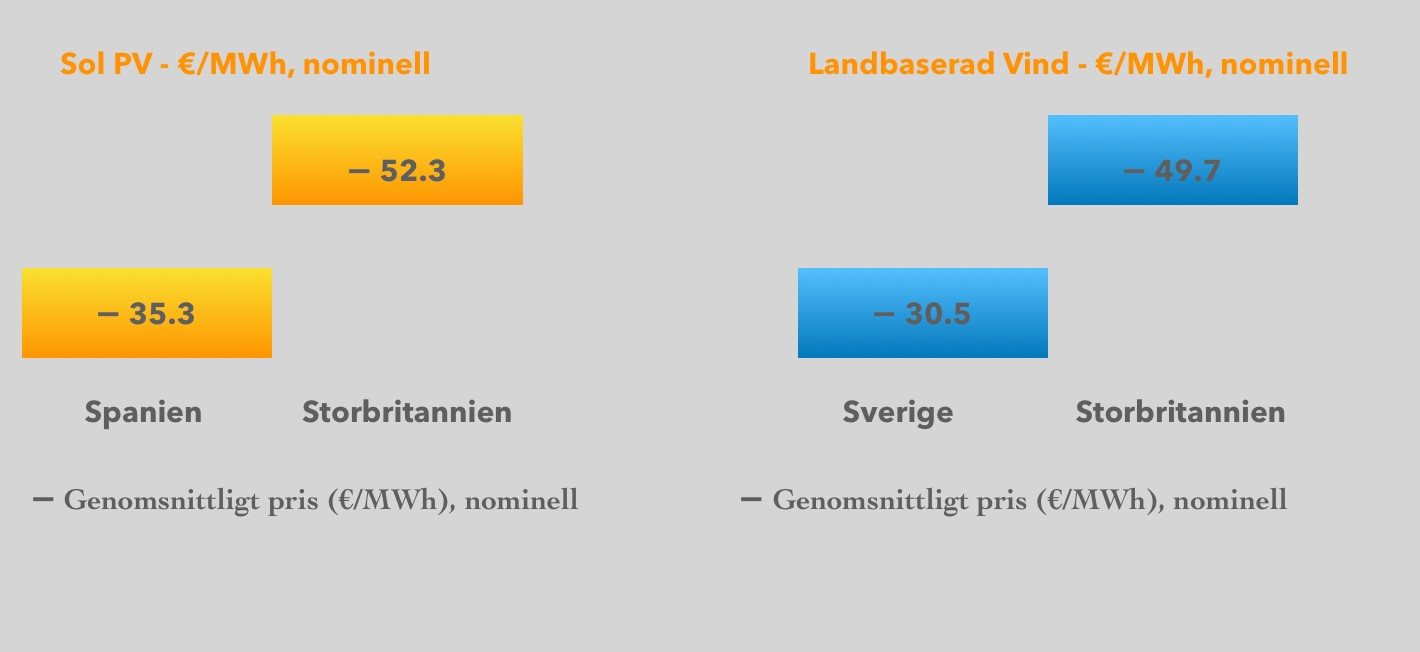 Sol PV - €/MWh, nominell
– 52.3
– 35.3
Spanien
Storbritannien
– Genomsnittligt pris (€/MWh), nominell
Landbaserad Vind - €/MWh, nominell
– 49.7
– 30.5
Sverige
Storbritannien
– Genomsnittligt pris (€/MWh), nominell